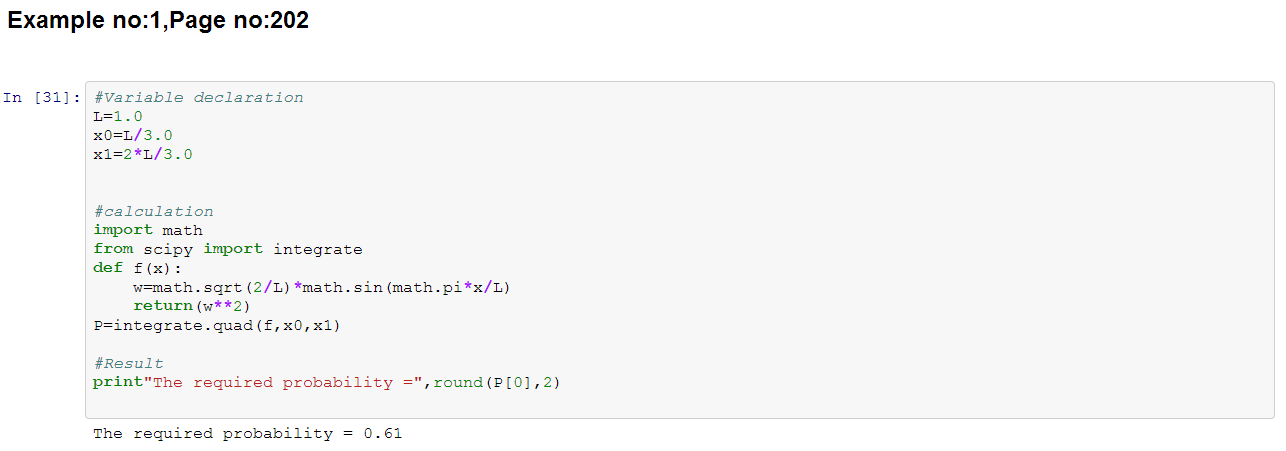 Example no:1,Page no:202
In [31]: #Variable declaration
L=1.0
x0=L/3.0
x1=2*L/3.0
#calculation
import math
from scipy import integrate
def f(x):
    w=math.sqrt(2/L)*math.sin(math.pi*x/L)
    return(w**2)
P=integrate.quad(f,x0,x1)
#Result
print"The required probability =",round(P[0],2)
The required probability = 0.61